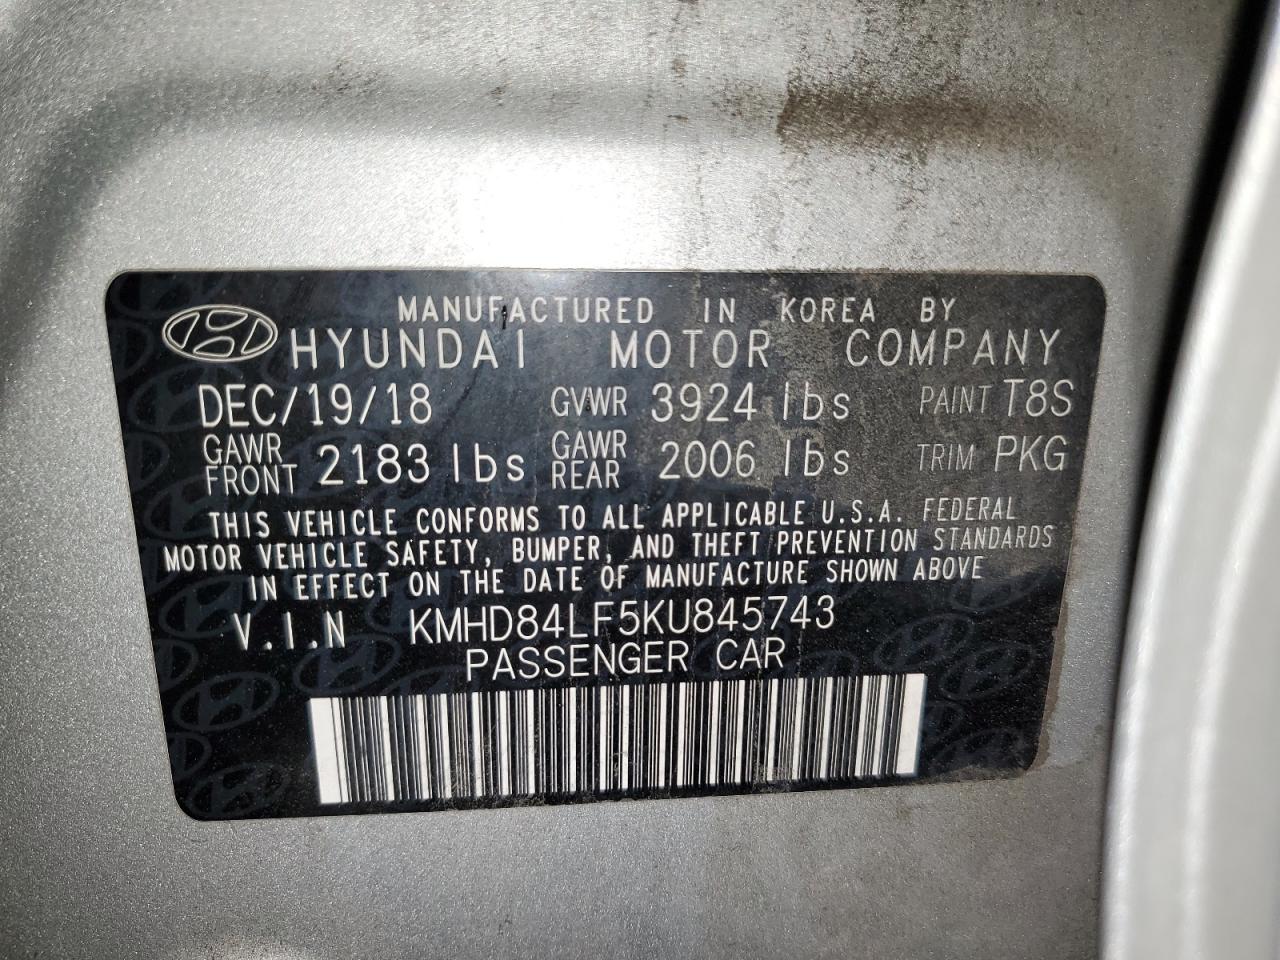 MANUFACTURED IN KOREA BY
HYUNDAI MOTOR COMPANY
DEC/19/18 GVWR 3924 lbs PAINT T8S
GAWR FRONT 2183 lbs GAWR REAR 2006 lbs TRIM PKG
THIS VEHICLE CONFORMS TO ALL APPLICABLE U.S.A. FEDERAL
MOTOR VEHICLE SAFETY, BUMPER, AND THEFT PREVENTION STANDARDS
IN EFFECT ON THE DATE OF MANUFACTURE SHOWN ABOVE
V.I.N KMHD84LF5KU845743
PASSENGER CAR